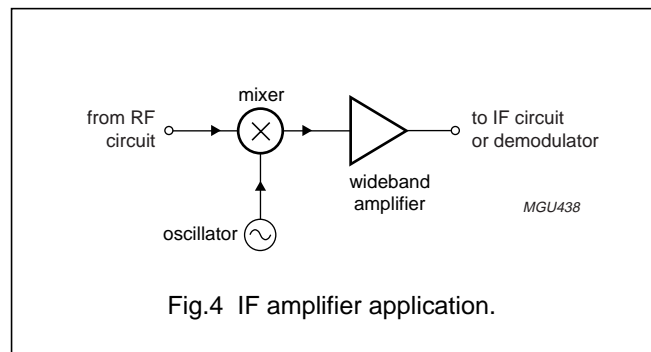 mixer
from RF
circuit
to IF circuit
or demodulator
wideband
amplifier
oscillator
MGU438
Fig.4 IF amplifier application.